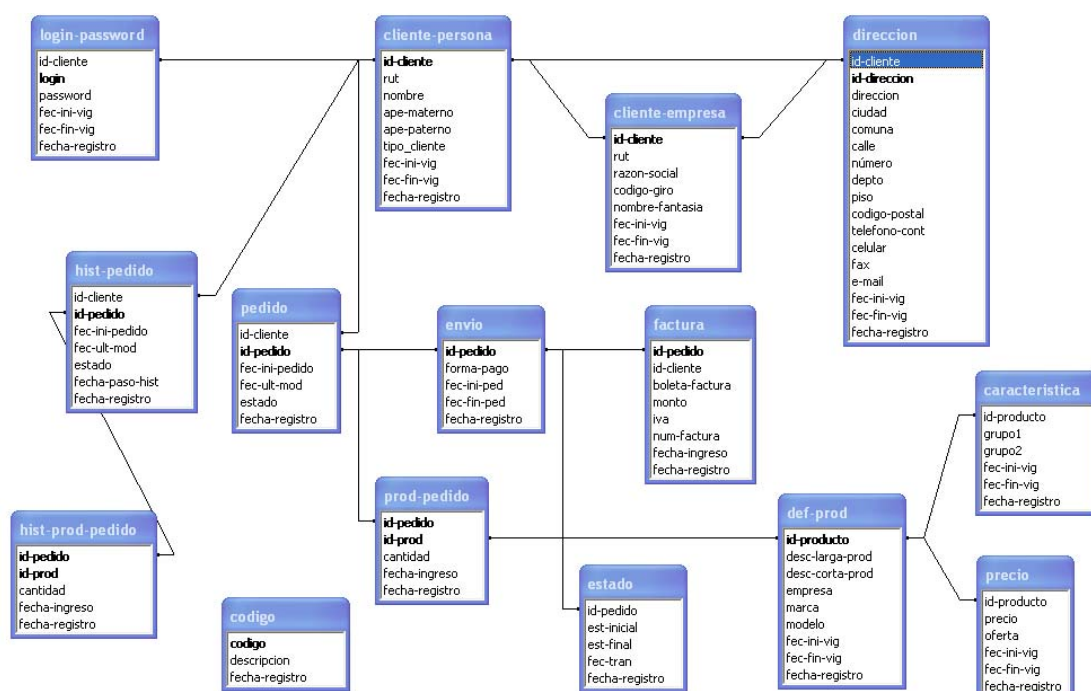 login-password
id-cliente
login
password
fec-ini-vig
fec-fin-vig
fecha-registro
cliente-persona
id-cliente
rut
nombre
ape-materno
ape-paterno
tipo_cliente
fec-ini-vig
fec-fin-vig
fecha-registro
cliente-empresa
id-cliente
rut
razon-social
codigo-giro
nombre-fantasia
fec-ini-vig
fec-fin-vig
fecha-registro
direccion
id-cliente
id-direccion
direccion
ciudad
comuna
calle
número
depto
piso
codigo-postal
telefono-cont
celular
fax
e-mail
fec-ini-vig
fec-fin-vig
fecha-registro
hist-pedido
id-cliente
id-pedido
fec-ini-pedido
fec-ult-mod
estado
fecha-paso-hist
fecha-registro
pedido
id-cliente
id-pedido
fec-ini-pedido
fec-ult-mod
estado
fecha-registro
envio
id-pedido
forma-pago
fec-ini-ped
fec-fin-ped
fecha-registro
factura
id-pedido
id-cliente
boleta-factura
monto
iva
num-factura
fecha-ingreso
fecha-registro
caracteristica
id-producto
grupo1
grupo2
fec-ini-vig
fec-fin-vig
fecha-registro
hist-prod-pedido
id-pedido
id-prod
cantidad
fecha-ingreso
fecha-registro
prod-pedido
id-pedido
id-prod
cantidad
fecha-ingreso
fecha-registro
def-prod
id-producto
desc-larga-prod
desc-corta-prod
empresa
marca
modelo
fec-ini-vig
fec-fin-vig
fecha-registro
codigo
codigo
descripcion
fecha-registro
estado
id-pedido
est-inicial
est-final
fec-tran
fecha-registro
precio
id-producto
precio
oferta
fec-ini-vig
fec-fin-vig
fecha-registro